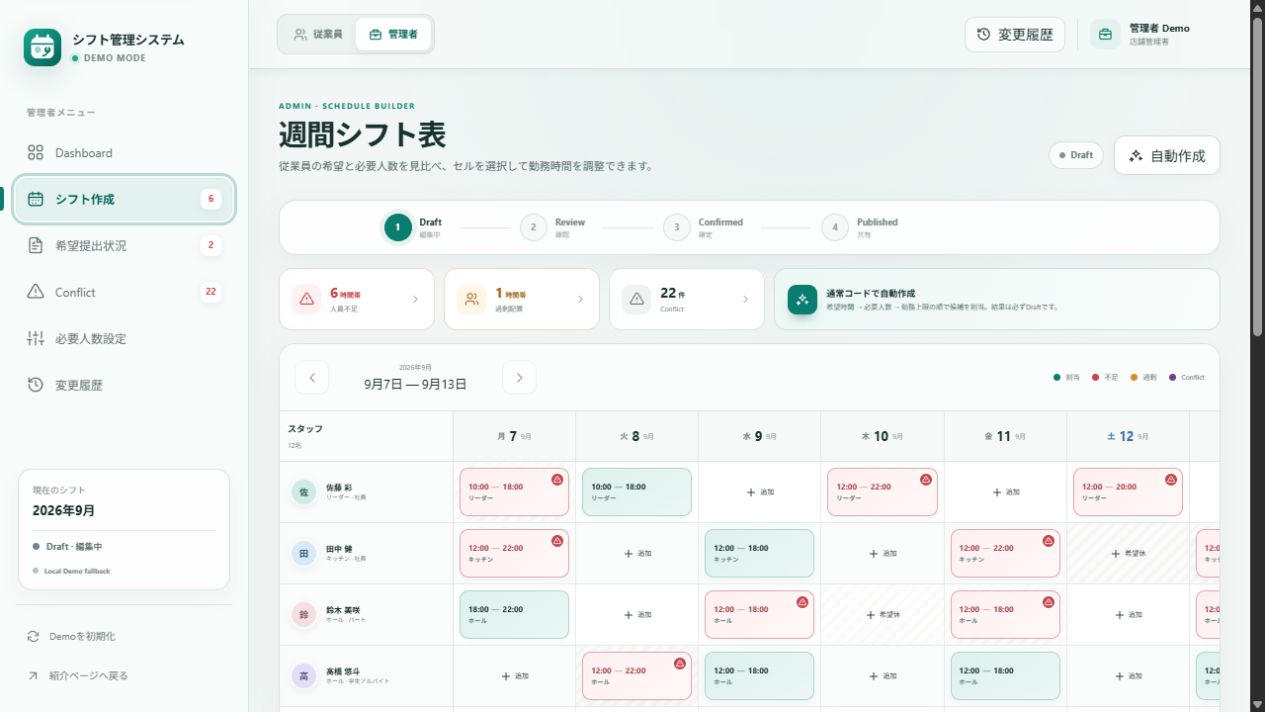 シフト管理システム
DEMO MODE
管理者メニュー
Dashboard
シフト作成 6
希望提出状況 2
Conflict 22
必要人数設定
変更履歴
現在のシフト
2026年9月
Draft · 編集中
Local Demo fallback
Demoを初期化
紹介ページへ戻る
従業員 管理者
変更履歴
管理者 Demo
店舗管理者
ADMIN · SCHEDULE BUILDER
週間シフト表
従業員の希望と必要人数を見比べ、セルを選択して勤務時間を調整できます。
Draft
自動作成
1 Draft
編集中
2 Review
確認
3 Confirmed
確定
4 Published
共有
6 時間帯
人員不足
1 時間帯
過剰配置
22 件
Conflict
通常コードで自動作成
希望時間 → 必要人数 → 勤務上限の順で候補を割当。結果は必ずDraftです。
2026年9月
9月7日 — 9月13日
割当 不足 過剰 Conflict
スタッフ
12名
月 7 9月 火 8 9月 水 9 9月 木 10 9月 金 11 9月 土 12 9月
佐 佐藤 彩
リーダー · 社員
10:00 — 18:00
リーダー
10:00 — 18:00
リーダー
+ 追加
12:00 — 22:00
リーダー
+ 追加
12:00 — 20:00
リーダー
田 田中 健
キッチン · 社員
12:00 — 22:00
キッチン
+ 追加
12:00 — 18:00
キッチン
+ 追加
12:00 — 22:00
キッチン
+ 希望休
鈴 鈴木 美咲
ホール · パート
18:00 — 22:00
ホール
+ 追加
12:00 — 18:00
ホール
+ 希望休
12:00 — 18:00
ホール
+ 追加
高 高橋 悠斗
ホール · 学生アルバイト
+ 追加
12:00 — 22:00
ホール
12:00 — 18:00
ホール
+ 追加
12:00 — 18:00
ホール
+ 追加